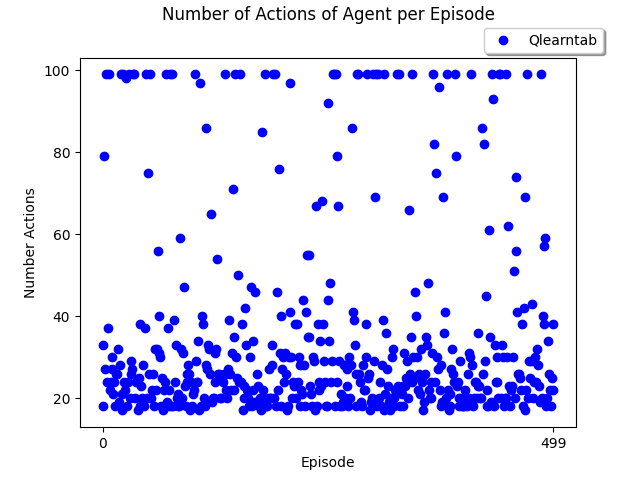 Number of Actions of Agent per Episode
Qlearntab
100
80
60
40
20
Number Actions
0
499
Episode